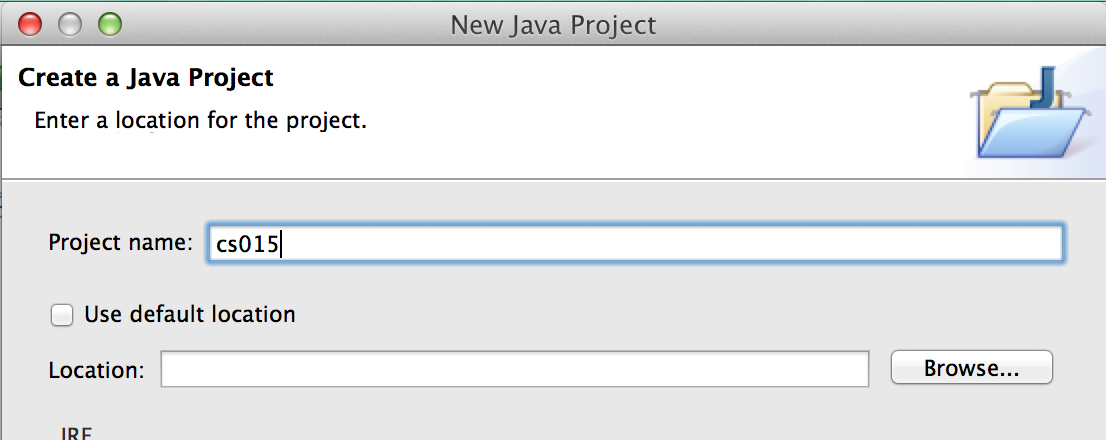 New Java Project
Create a Java Project
Enter a location for the project.
Project name: cs015
Use default location
Location: Browse...
JRE